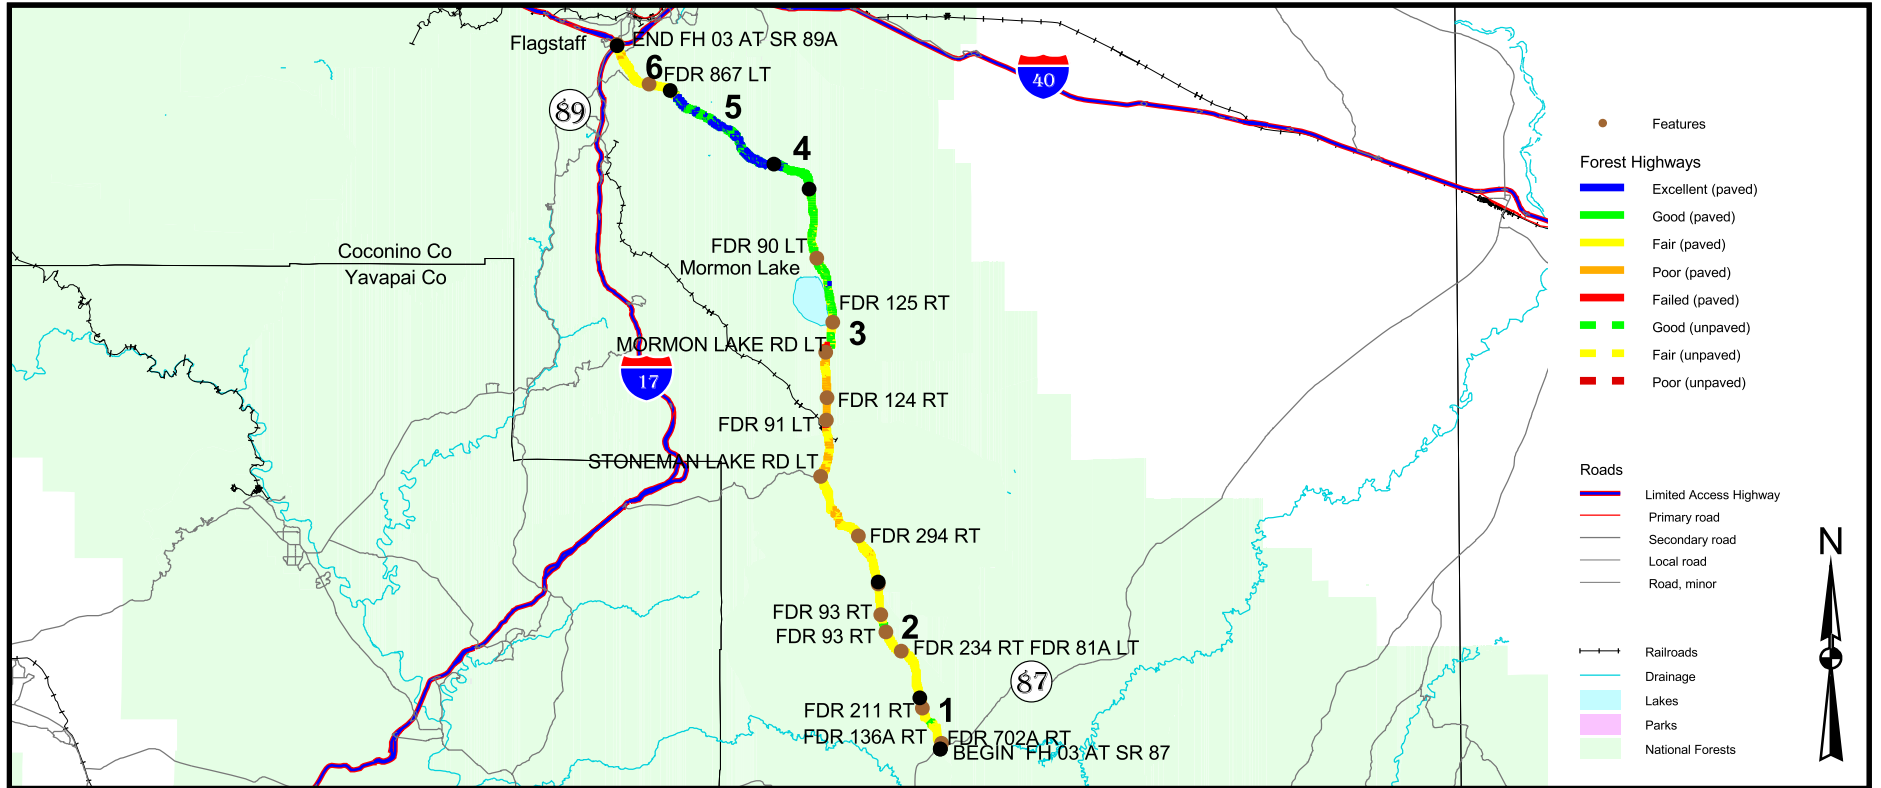 Flagstaff
END FH 03 AT SR 89A
6
FDR 867 LT
40
89
5
4
FDR 90 LT
Mormon Lake
Coconino Co
Yavapai Co
FDR 125 RT
3
MORMON LAKE RD LT
17
FDR 124 RT
FDR 91 LT
STONEMAN LAKE RD LT
FDR 294 RT
FDR 93 RT
2
FDR 93 RT
FDR 234 RT FDR 81A LT
87
FDR 211 RT
1
FDR 136A RT
FDR 702A RT
BEGIN FH 03 AT SR 87
Features
Forest Highways
Excellent (paved)
Good (paved)
Fair (paved)
Poor (paved)
Failed (paved)
Good (unpaved)
Fair (unpaved)
Poor (unpaved)
Roads
Limited Access Highway
Primary road
Secondary road
Local road
Road, minor
N
Railroads
Drainage
Lakes
Parks
National Forests